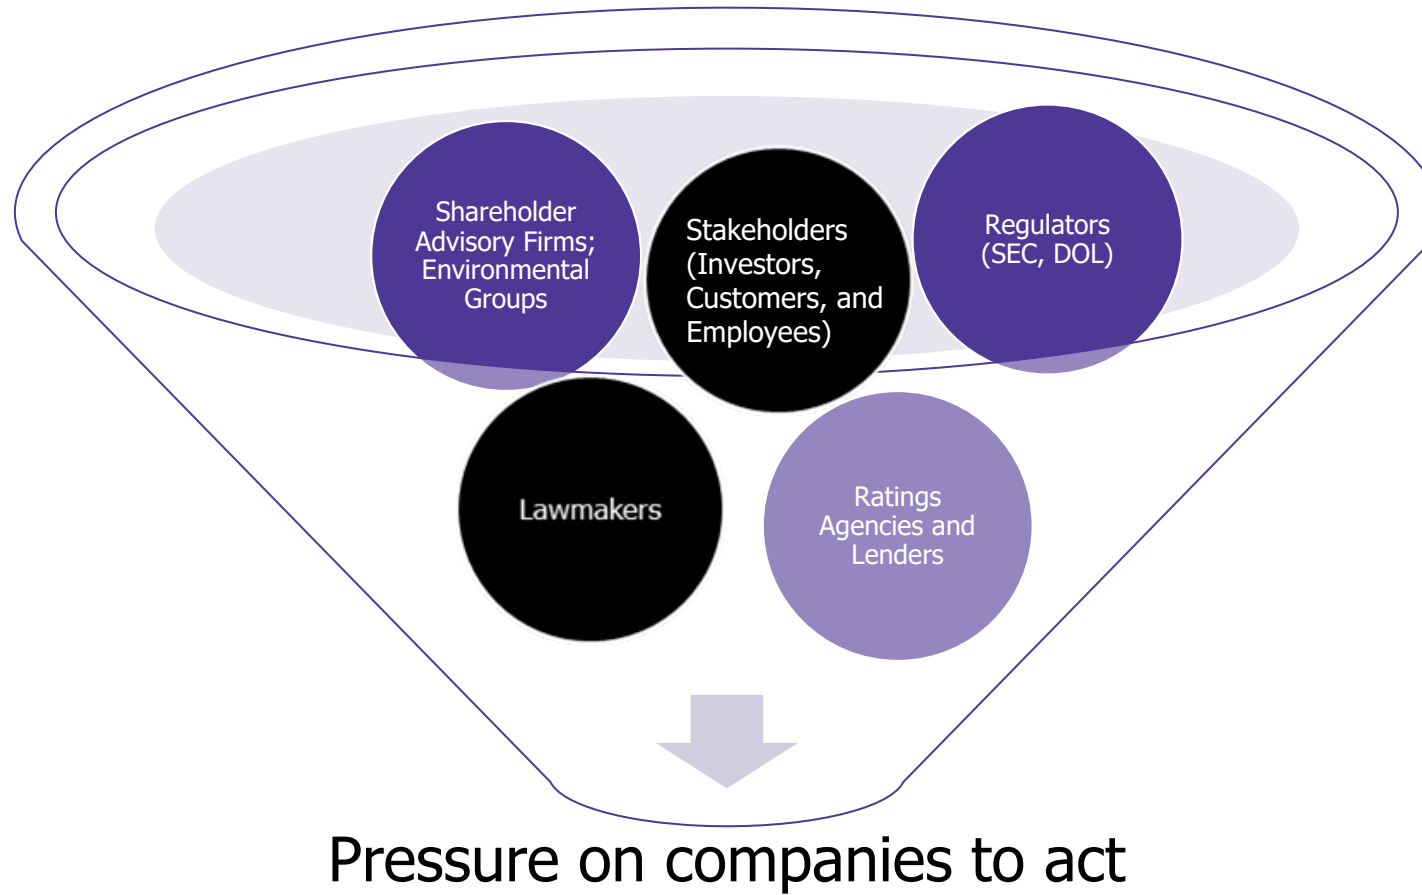 Shareholder
Advisory Firms;
Environmental
Groups
Stakeholders
(Investors,
Customers, and
Employees)
Regulators
(SEC, DOL)
Lawmakers
Ratings
Agencies and
Lenders
Pressure on companies to act